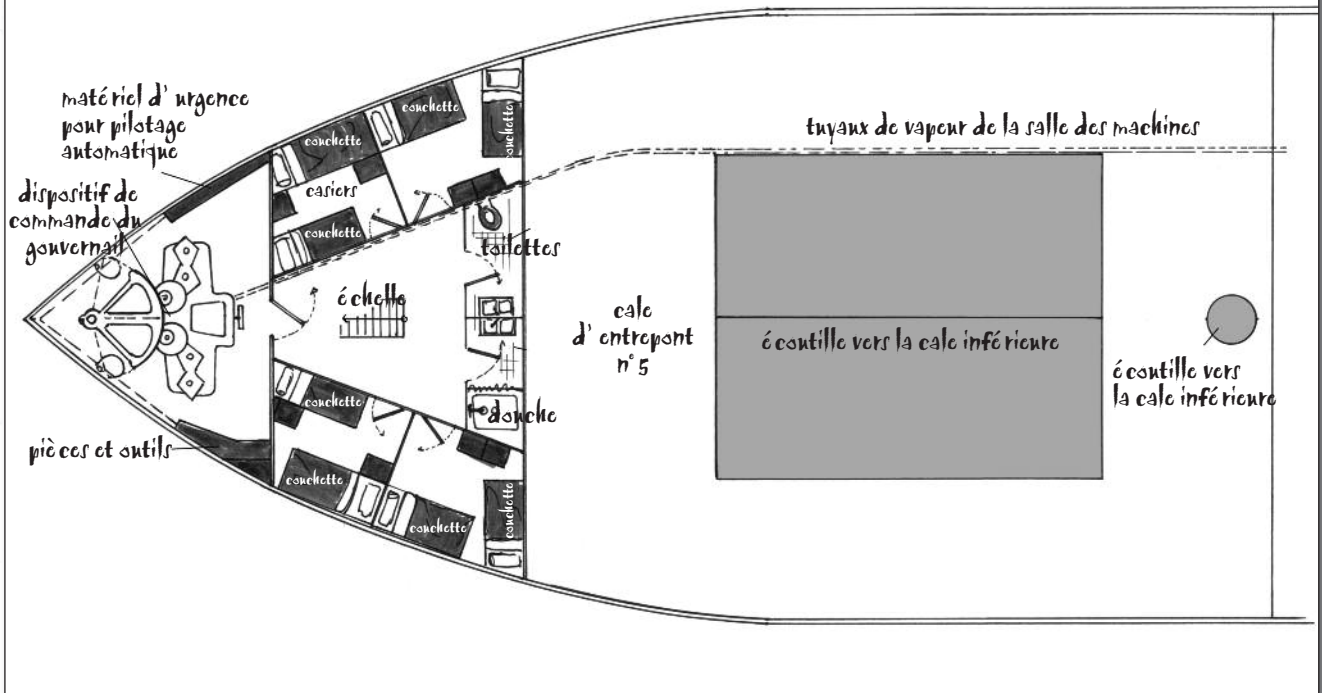 matériel d'urgence
pour pilotage
automatique
dispositif de
commande du
gouvernail
pièces et outils
couchette
couchette
couchette
casiers
couchette
toilettes
échelle
douche
couchette
couchette
couchette
couchette
cale
d'entrepont
n° 5
tuyaux de vapeur de la salle des machines
écoutille vers la cale inférieure
écoutille vers
la cale inférieure